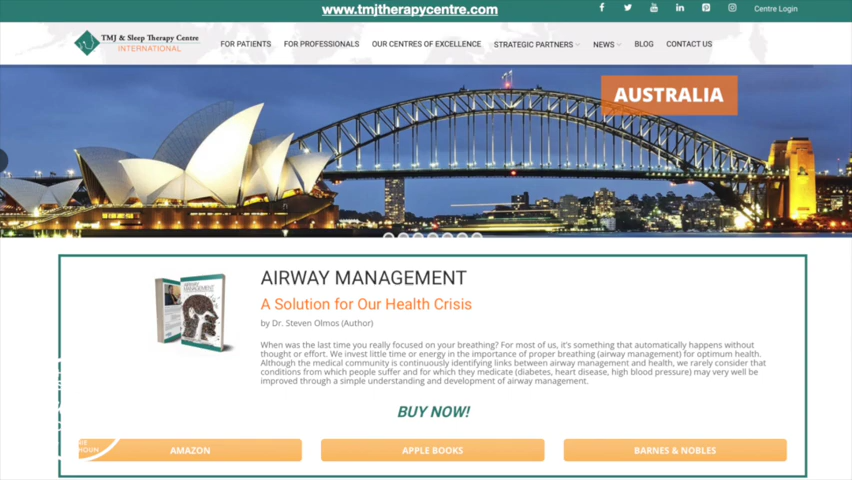 www.tmjtherapycentre.com
Centre Login
TMJ & Sleep Therapy Centre
INTERNATIONAL
FOR PATIENTS
FOR PROFESSIONALS
OUR CENTRES OF EXCELLENCE
STRATEGIC PARTNERS
NEWS
BLOG
CONTACT US
AUSTRALIA
AIRWAY MANAGEMENT
AIRWAY MANAGEMENT
A Solution for Our Health Crisis
by Dr. Steven Olmos (Author)
When was the last time you really focused on your breathing? For most of us, it's something that automatically happens without
thought or effort. We invest little time or energy in the importance of proper breathing (airway management) for optimum health.
Although the medical community is continuously identifying links between airway management and health, we rarely consider that
conditions from which people suffer and for which they medicate (diabetes, heart disease, high blood pressure) may very well be
improved through a simple understanding and development of airway management.
BUY NOW!
AMAZON
APPLE BOOKS
BARNES & NOBLES